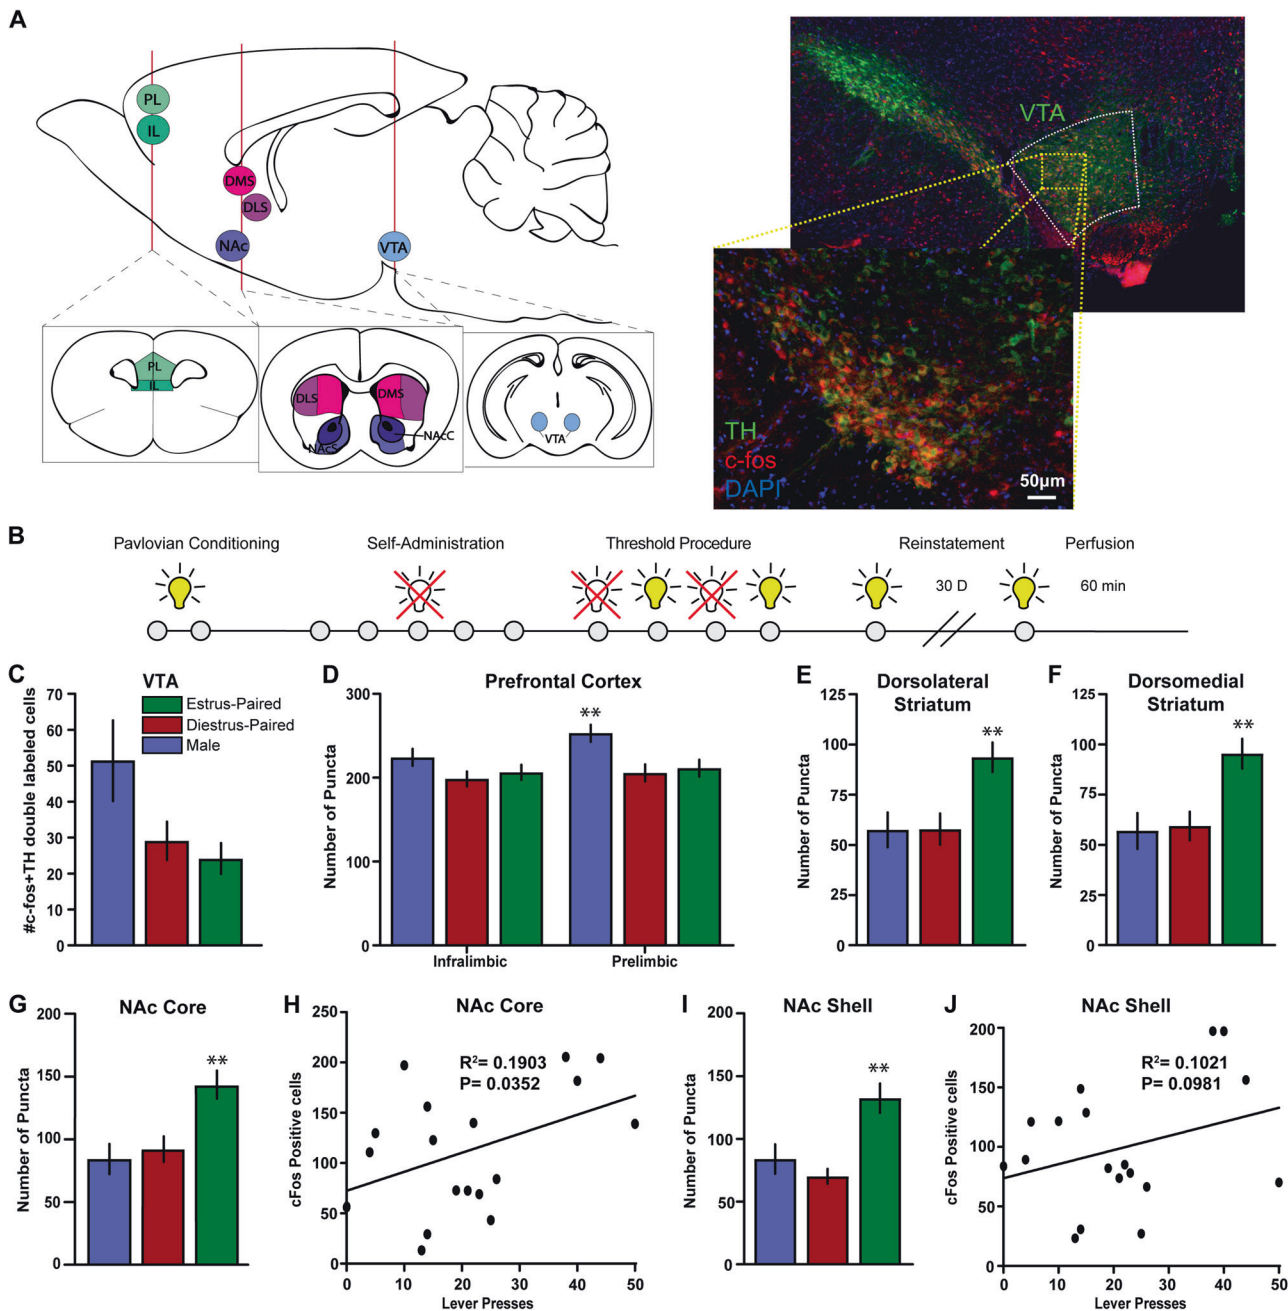 A
PL
IL
DMS
DLS
NAc
VTA
PL
IL
DLS
DMS
NAcS
NAcC
VTA
VTA
TH
c-fos
DAPI
50µm
B
Pavlovian Conditioning
Self-Administration
Threshold Procedure
Reinstatement
Perfusion
30 D
60 min
C
VTA
Estrus-Paired
Diestrus-Paired
Male
#c-fos+TH double labeled cells
70
60
50
40
30
20
10
0
D
Prefrontal Cortex
Number of Puncta
300
200
100
0
**
Infralimbic
Prelimbic
E
Dorsolateral
Striatum
Number of Puncta
125
100
75
50
25
0
**
F
Dorsomedial
Striatum
Number of Puncta
125
100
75
50
25
0
**
G
NAc Core
Number of Puncta
200
150
100
50
0
**
H
NAc Core
cFos Positive cells
250
200
150
100
50
0
R²= 0.1903
P= 0.0352
0 10 20 30 40 50
Lever Presses
I
NAc Shell
Number of Puncta
200
150
100
50
0
**
J
NAc Shell
cFos Positive cells
200
150
100
50
0
R²= 0.1021
P= 0.0981
0 10 20 30 40 50
Lever Presses